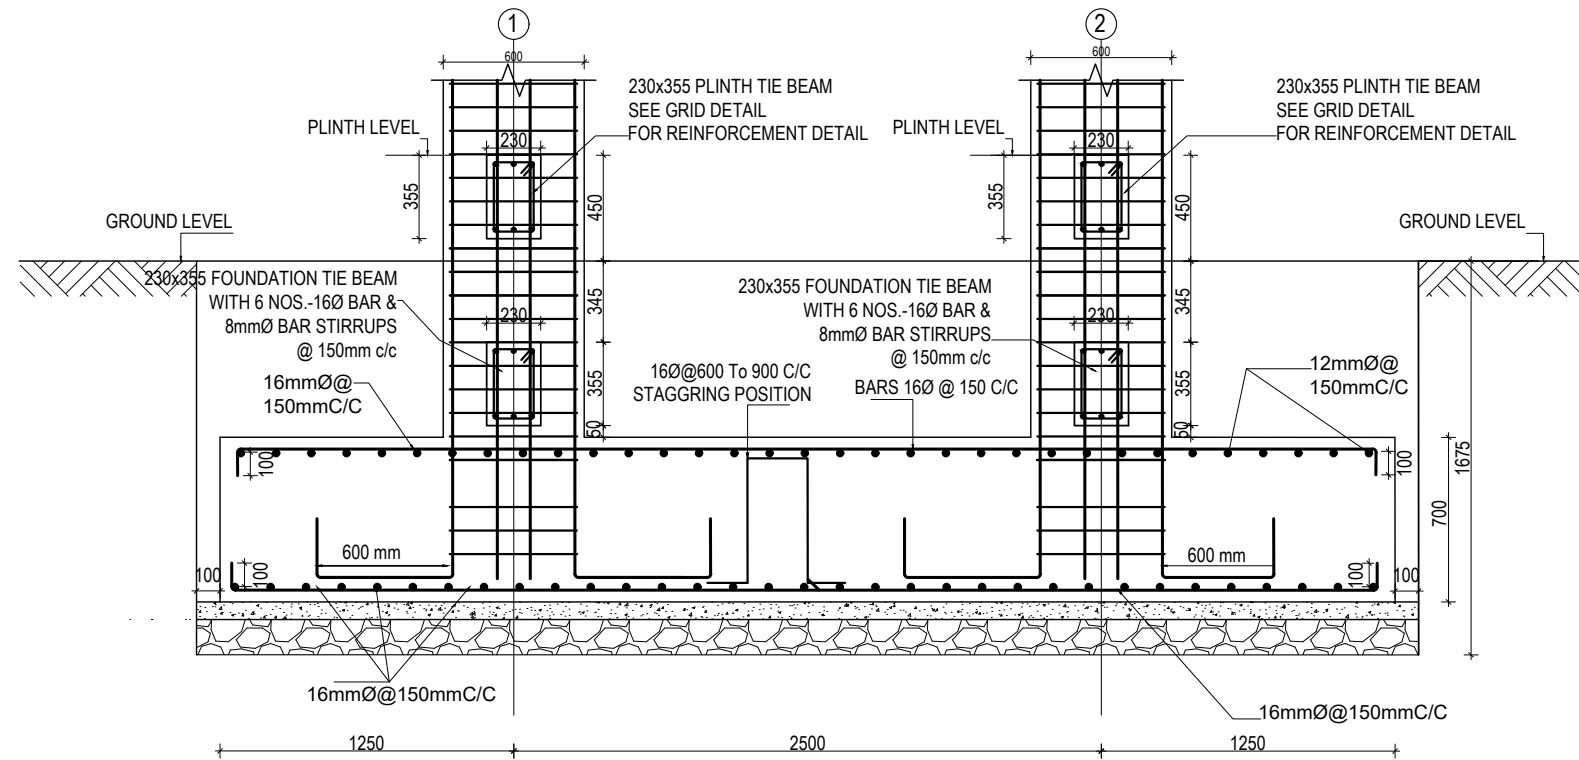 1
2
600
600
230x355 PLINTH TIE BEAM
SEE GRID DETAIL
FOR REINFORCEMENT DETAIL
230x355 PLINTH TIE BEAM
SEE GRID DETAIL
FOR REINFORCEMENT DETAIL
PLINTH LEVEL
230
PLINTH LEVEL
230
355
450
355
450
GROUND LEVEL
GROUND LEVEL
230x355 FOUNDATION TIE BEAM
WITH 6 NOS.-16Ø BAR &
8mmØ BAR STIRRUPS
@ 150mm c/c
230
345
230x355 FOUNDATION TIE BEAM
WITH 6 NOS.-16Ø BAR &
8mmØ BAR STIRRUPS
@ 150mm c/c
230
345
16mmØ@
150mmC/C
355
16Ø@600 To 900 C/C
STAGGRING POSITION
BARS 16Ø @ 150 C/C
355
12mmØ@
150mmC/C
50
50
100
100
1675
700
600 mm
600 mm
100
100
100
100
16mmØ@150mmC/C
16mmØ@150mmC/C
1250
2500
1250